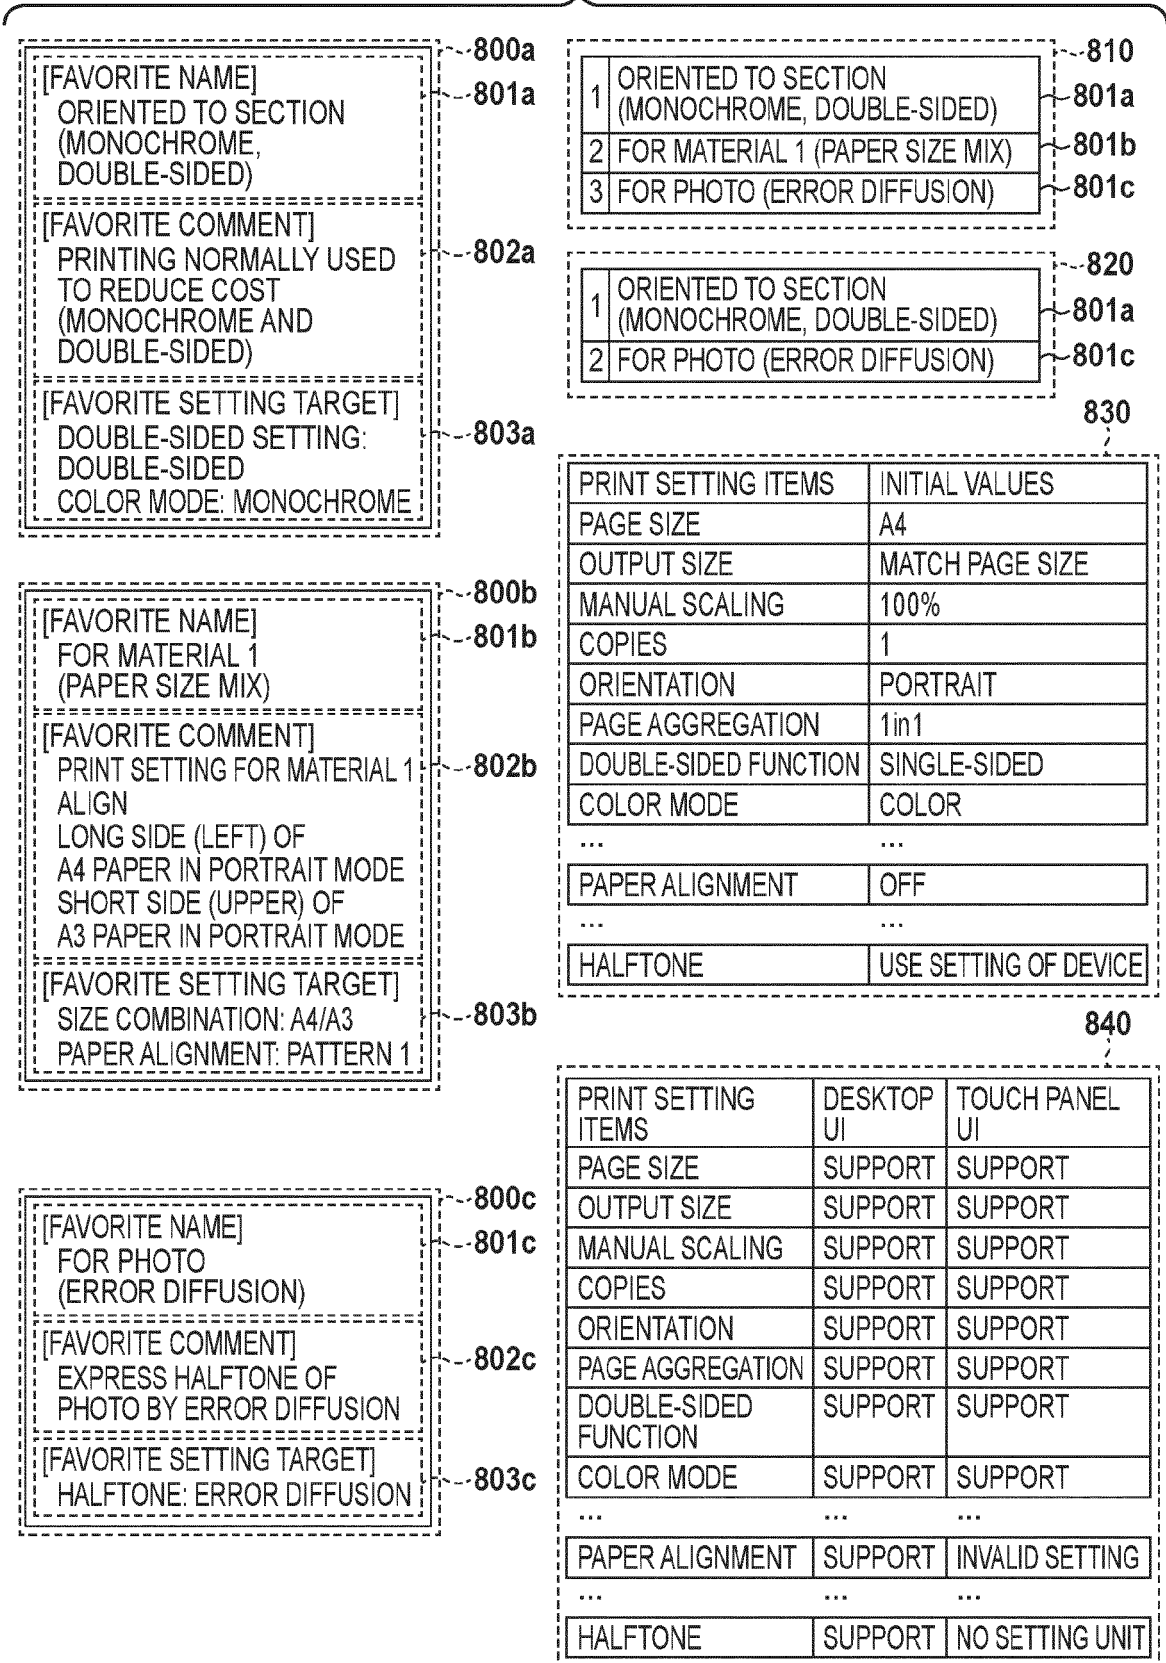 800a
[FAVORITE NAME]
801a
ORIENTED TO SECTION
(MONOCHROME,
DOUBLE-SIDED)
[FAVORITE COMMENT]
802a
PRINTING NORMALLY USED
TO REDUCE COST
(MONOCHROME AND
DOUBLE-SIDED)
[FAVORITE SETTING TARGET]
803a
DOUBLE-SIDED SETTING:
DOUBLE-SIDED
COLOR MODE: MONOCHROME
800b
[FAVORITE NAME]
801b
FOR MATERIAL 1
(PAPER SIZE MIX)
[FAVORITE COMMENT]
PRINT SETTING FOR MATERIAL 1 802b
ALIGN
LONG SIDE (LEFT) OF
A4 PAPER IN PORTRAIT MODE
SHORT SIDE (UPPER) OF
A3 PAPER IN PORTRAIT MODE
[FAVORITE SETTING TARGET]
SIZE COMBINATION: A4/A3 803b
PAPER ALIGNMENT: PATTERN 1
800c
[FAVORITE NAME]
801c
FOR PHOTO
(ERROR DIFFUSION)
[FAVORITE COMMENT]
802c
EXPRESS HALFTONE OF
PHOTO BY ERROR DIFFUSION
[FAVORITE SETTING TARGET]
803c
HALFTONE: ERROR DIFFUSION
810
1 ORIENTED TO SECTION
(MONOCHROME, DOUBLE-SIDED) 801a
2 FOR MATERIAL 1 (PAPER SIZE MIX) 801b
3 FOR PHOTO (ERROR DIFFUSION) 801c
820
1 ORIENTED TO SECTION
(MONOCHROME, DOUBLE-SIDED) 801a
2 FOR PHOTO (ERROR DIFFUSION) 801c
830
PRINT SETTING ITEMS INITIAL VALUES
PAGE SIZE A4
OUTPUT SIZE MATCH PAGE SIZE
MANUAL SCALING 100%
COPIES 1
ORIENTATION PORTRAIT
PAGE AGGREGATION 1in1
DOUBLE-SIDED FUNCTION SINGLE-SIDED
COLOR MODE COLOR
... ...
PAPER ALIGNMENT OFF
... ...
HALFTONE USE SETTING OF DEVICE
840
PRINT SETTING DESKTOP TOUCH PANEL
ITEMS UI UI
PAGE SIZE SUPPORT SUPPORT
OUTPUT SIZE SUPPORT SUPPORT
MANUAL SCALING SUPPORT SUPPORT
COPIES SUPPORT SUPPORT
ORIENTATION SUPPORT SUPPORT
PAGE AGGREGATION SUPPORT SUPPORT
DOUBLE-SIDED SUPPORT SUPPORT
FUNCTION
COLOR MODE SUPPORT SUPPORT
... ... ...
PAPER ALIGNMENT SUPPORT INVALID SETTING
... ... ...
HALFTONE SUPPORT NO SETTING UNIT